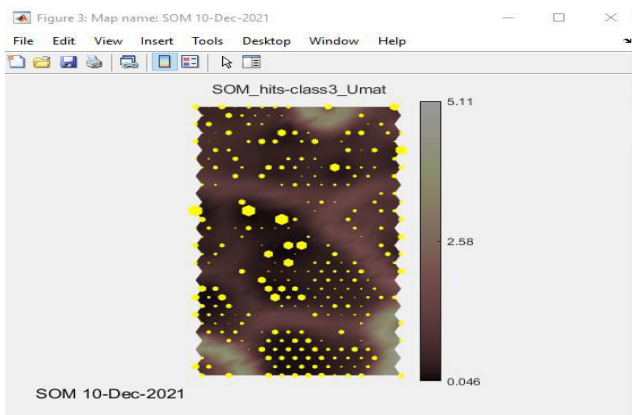 Figure 3: Map name: SOM 10-Dec-2021
File Edit View Insert Tools Desktop Window Help
SOM_hits-class3_Umat
5.11
2.58
0.046
SOM 10-Dec-2021